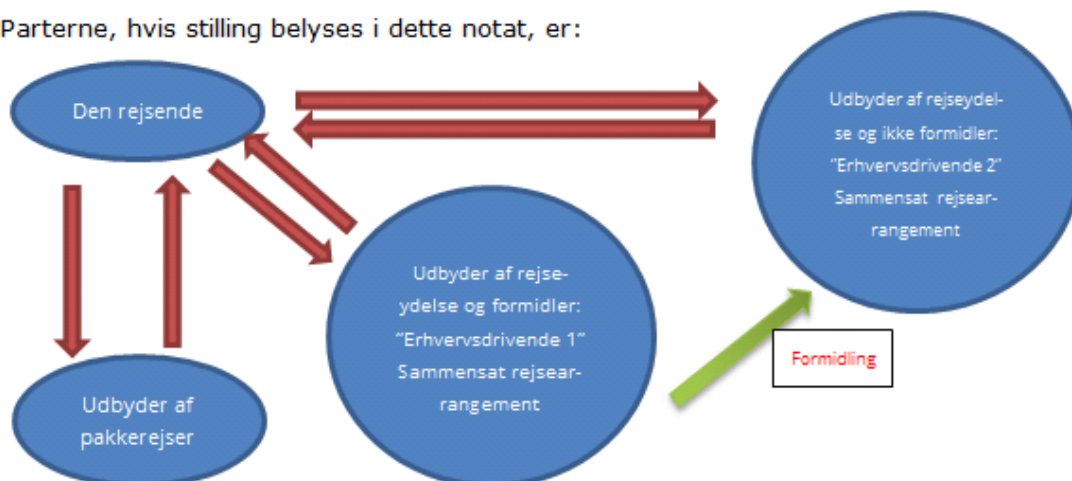 Parterne, hvis stilling belyses i dette notat, er:
Den rejsende
Udbyder af rejseydel-
se og ikke formidler:
"Erhvervsdrivende 2"
Sammensat rejsear-
rangement
Udbyder af rejse-
ydelse og formidler:
"Erhvervsdrivende 1"
Sammensat rejsear-
rangement
Formidling
Udbyder af
pakkerejser